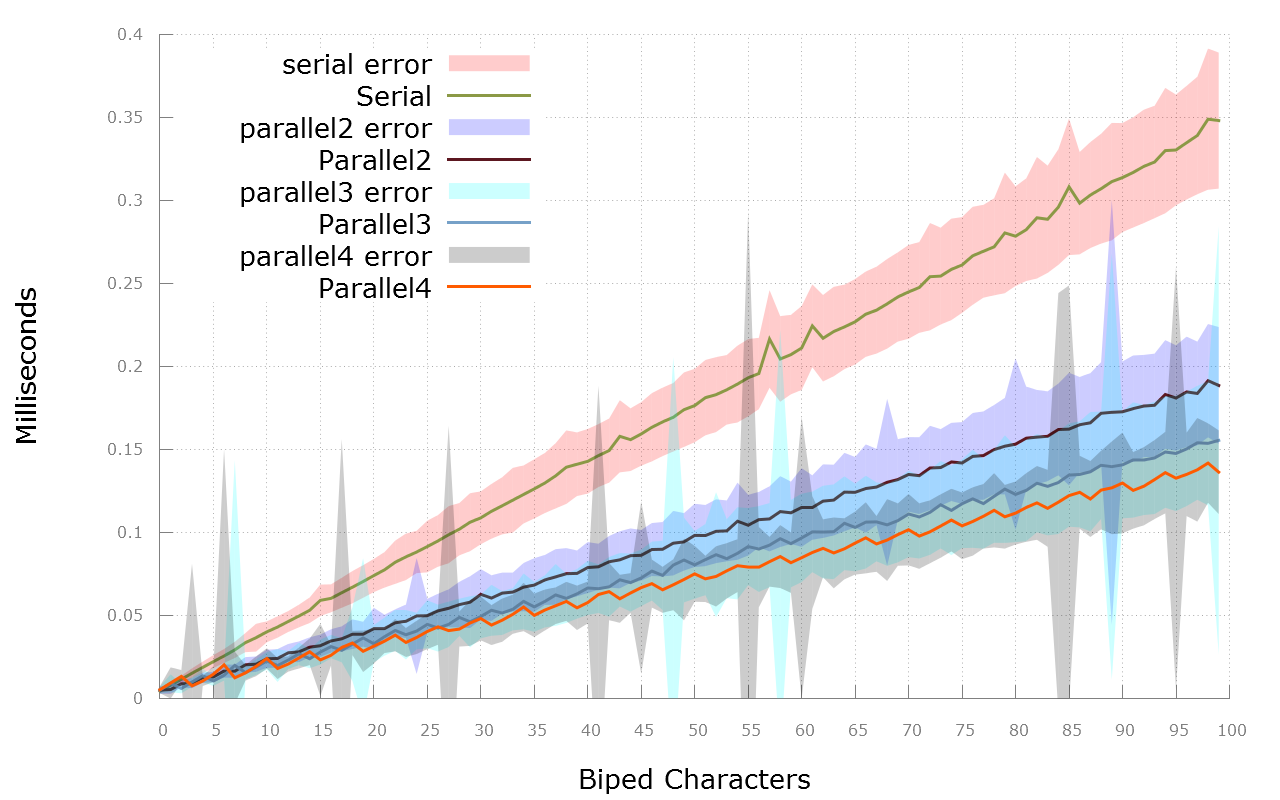 0.4
0.35
0.3
0.25
0.2
0.15
0.1
0.05
0
Milliseconds
serial error
Serial
parallel2 error
Parallel2
parallel3 error
Parallel3
parallel4 error
Parallel4
0 5 10 15 20 25 30 35 40 45 50 55 60 65 70 75 80 85 90 95 100
Biped Characters